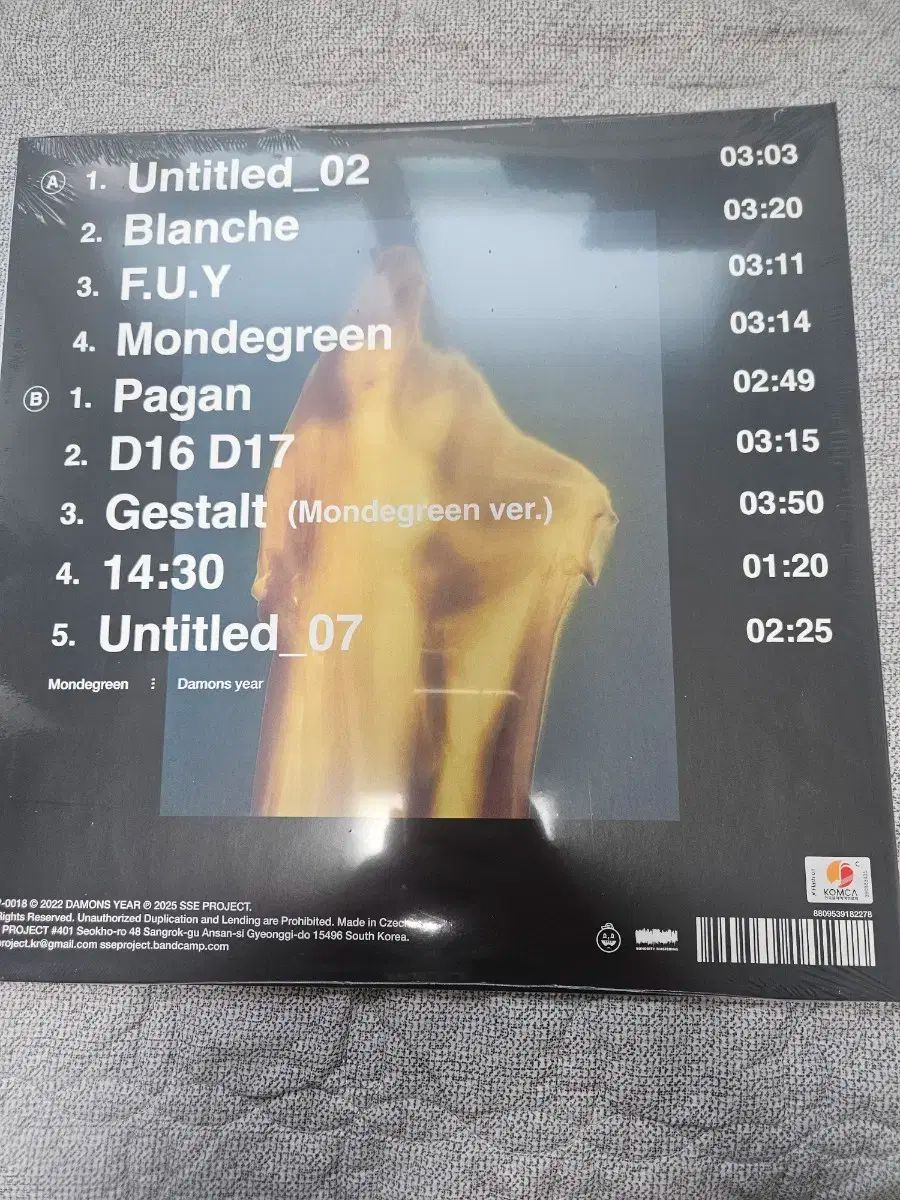 A 1. Untitled_02 03:03
2. Blanche 03:20
3. F.U.Y 03:11
4. Mondegreen 03:14
B 1. Pagan 02:49
2. D16 D17 03:15
3. Gestalt (Mondegreen ver.) 03:50
4. 14:30 01:20
5. Untitled_07 02:25
Mondegreen : Damons year
KOMCA
8809539182278
-0018 © 2022 DAMONS YEAR ℗ 2025 SSE PROJECT.
Rights Reserved. Unauthorized Duplication and Lending are Prohibited. Made in Czech
PROJECT #401 Seokho-ro 48 Sangrok-gu Ansan-si Gyeonggi-do 15496 South Korea.
project.kr@gmail.com sseproject.bandcamp.com